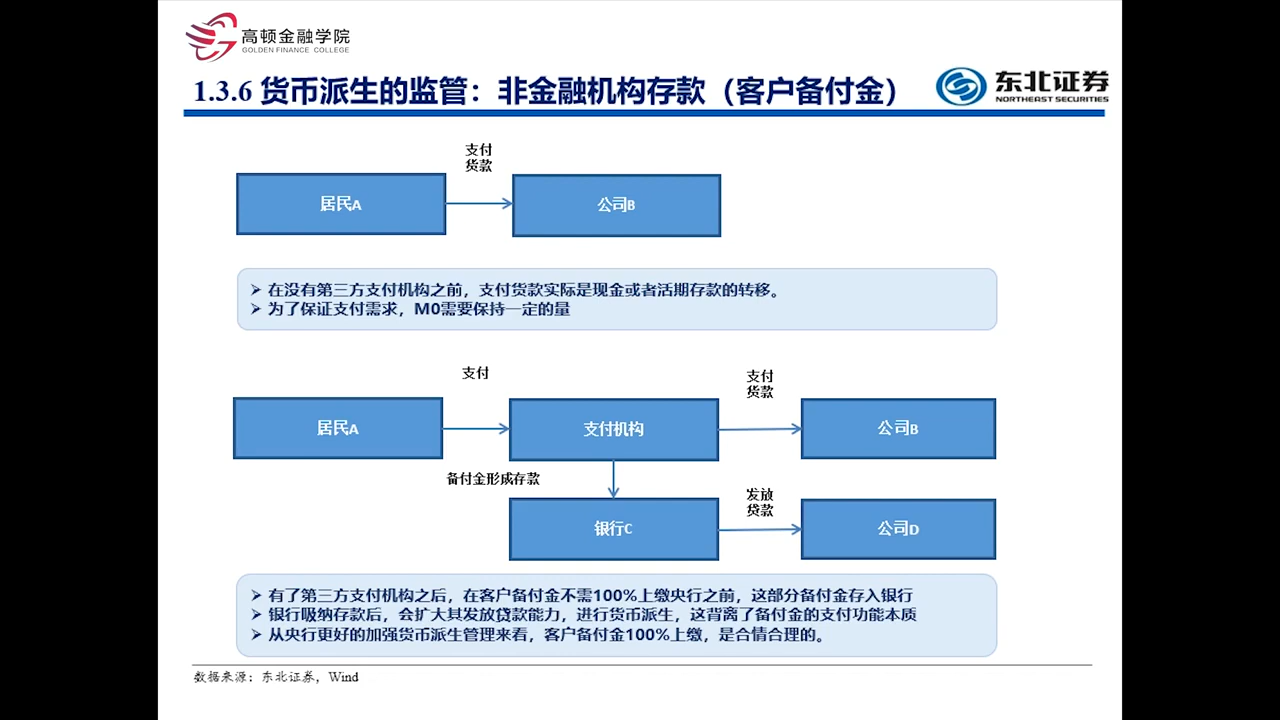 高顿金融学院
GOLDEN FINANCE COLLEGE
1.3.6 货币派生的监管：非金融机构存款（客户备付金）
东北证券
NORTHEAST SECURITIES
支付
货款
居民A
公司B
➢ 在没有第三方支付机构之前，支付货款实际是现金或者活期存款的转移。
➢ 为了保证支付需求，M0需要保持一定的量
支付
支付
货款
居民A
支付机构
公司B
备付金形成存款
发放
贷款
银行C
公司D
➢ 有了第三方支付机构之后，在客户备付金不需100%上缴央行之前，这部分备付金存入银行
➢ 银行吸纳存款后，会扩大其发放贷款能力，进行货币派生，这背离了备付金的支付功能本质
➢ 从央行更好的加强货币派生管理来看，客户备付金100%上缴，是合情合理的。
数据来源：东北证券，Wind